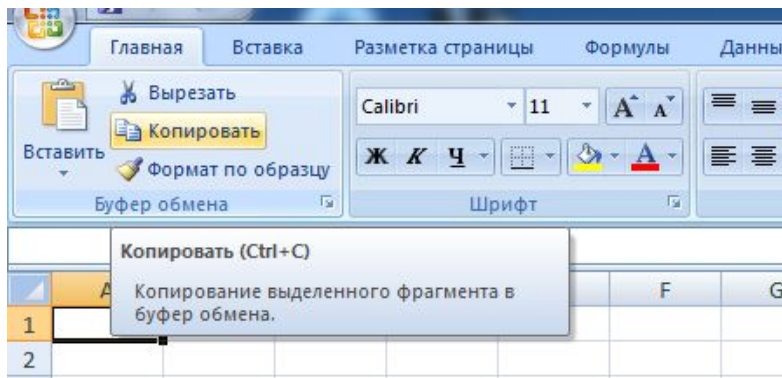 Главная Вставка Разметка страницы Формулы Данны
Вырезать
Calibri 11 A A
Копировать
Вставить
Ж К Ч А
Формат по образцу
Буфер обмена Шрифт
Копировать (Ctrl+C)
A F G
Копирование выделенного фрагмента в
буфер обмена.
1
2